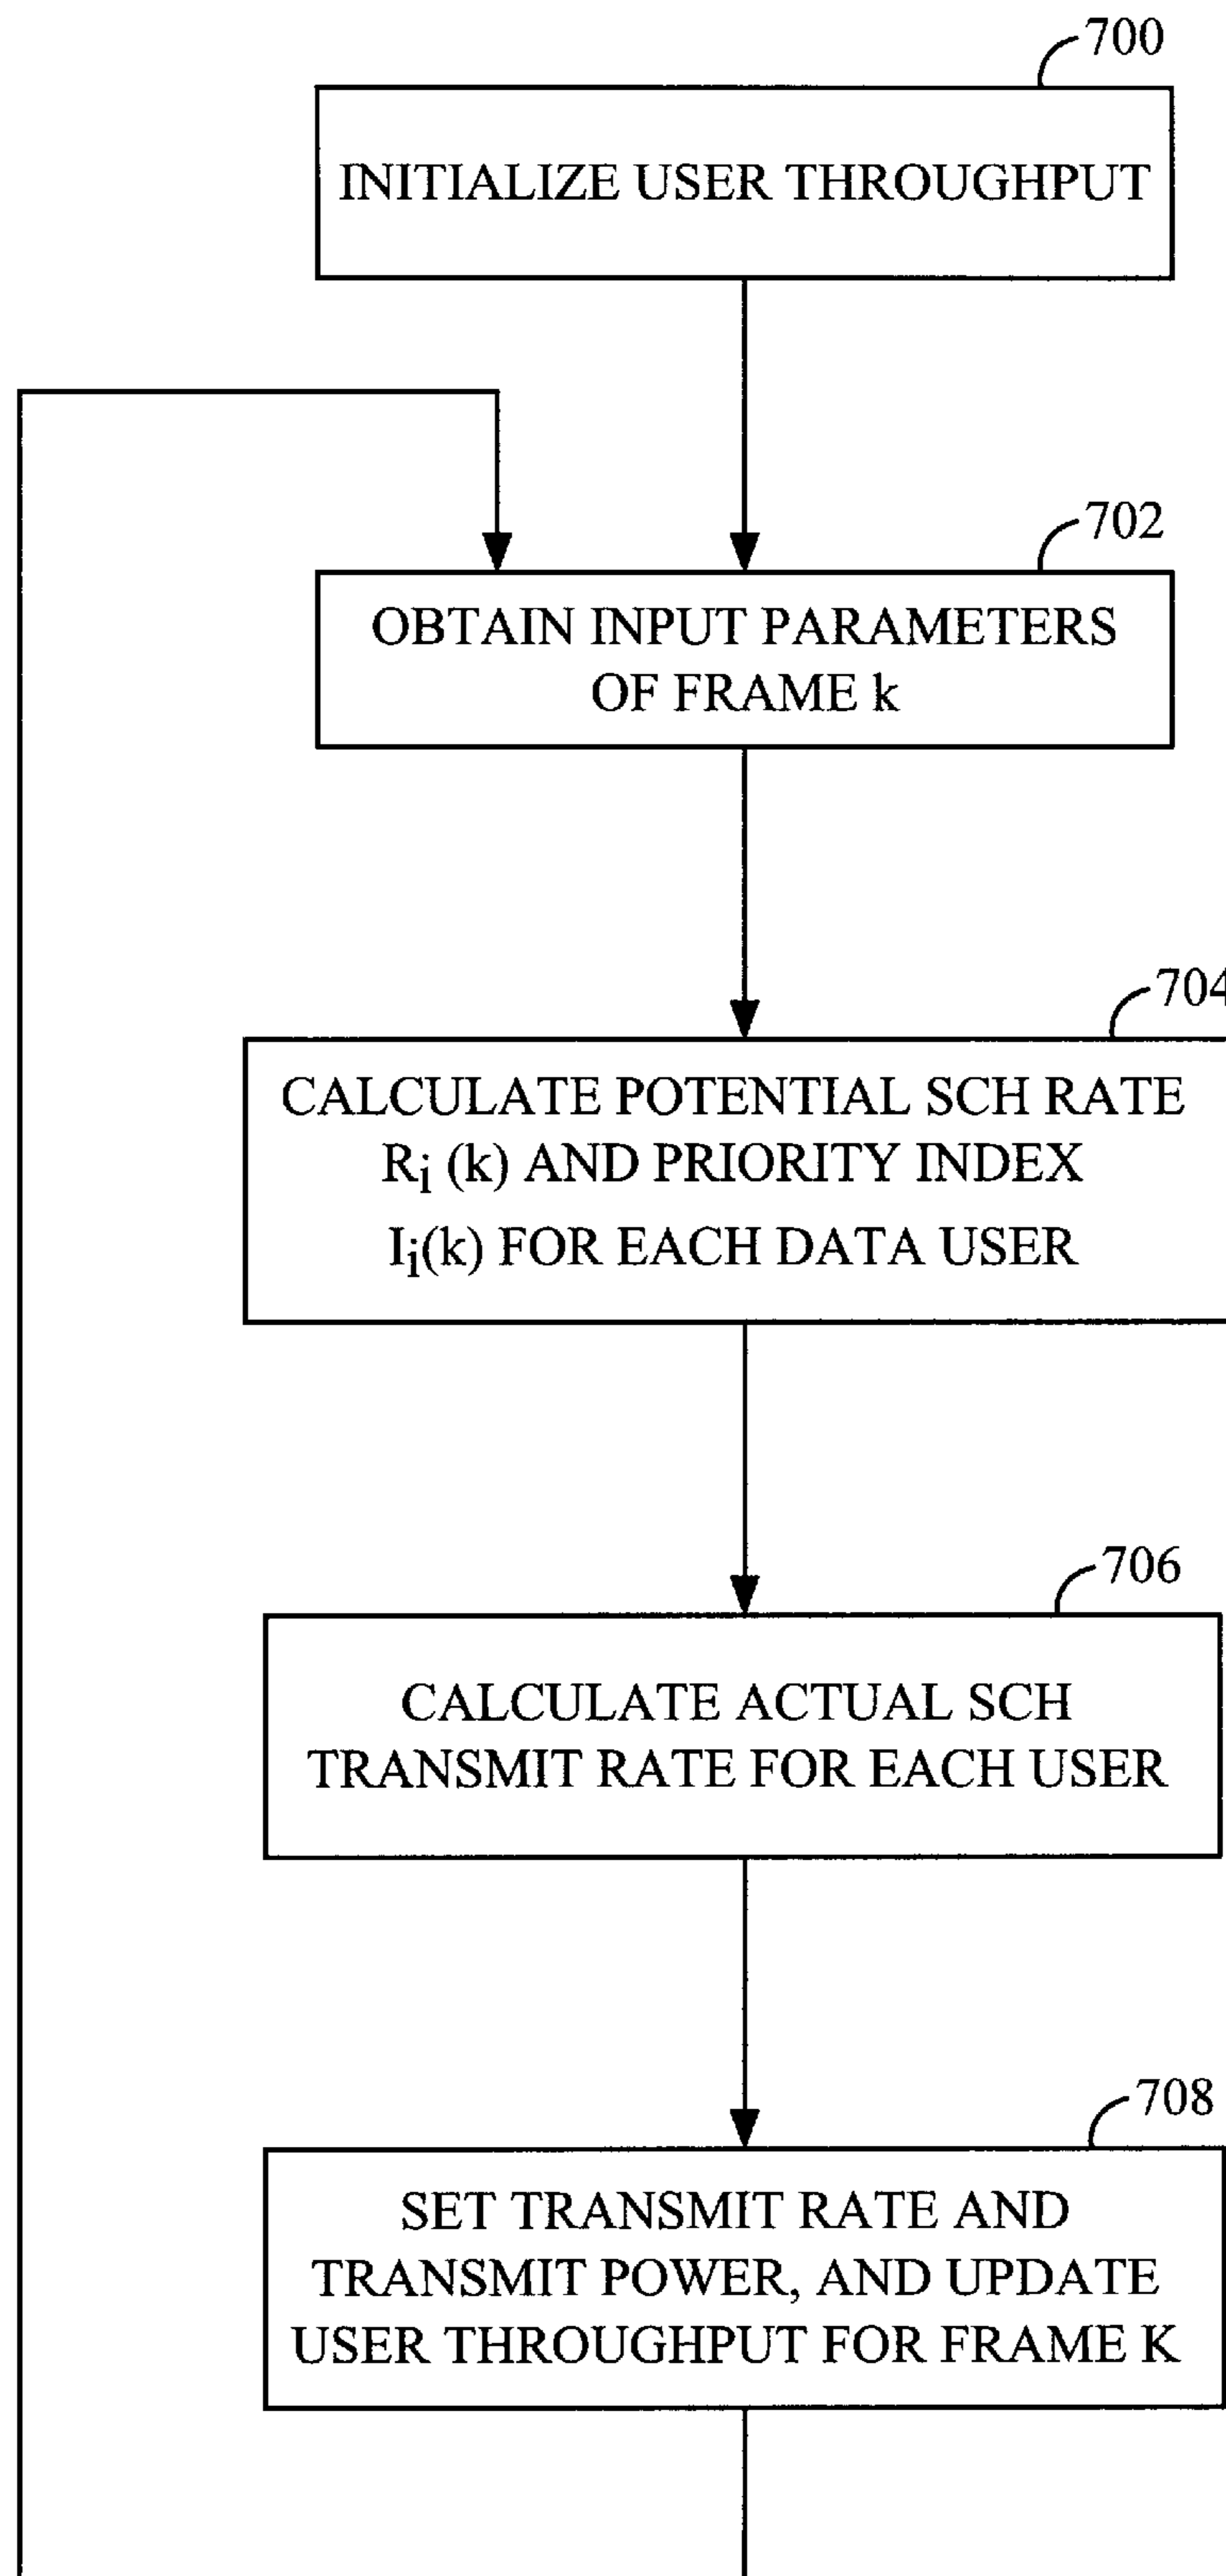 700
INITIALIZE USER THROUGHPUT
702
OBTAIN INPUT PARAMETERS
OF FRAME k
704
CALCULATE POTENTIAL SCH RATE
Ri (k) AND PRIORITY INDEX
Ii(k) FOR EACH DATA USER
706
CALCULATE ACTUAL SCH
TRANSMIT RATE FOR EACH USER
708
SET TRANSMIT RATE AND
TRANSMIT POWER, AND UPDATE
USER THROUGHPUT FOR FRAME K